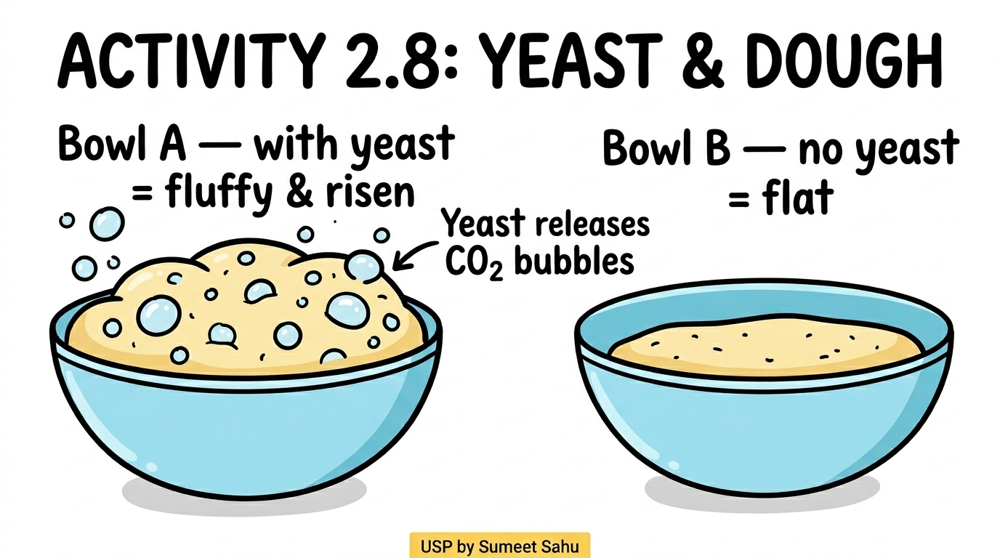 ACTIVITY 2.8: YEAST & DOUGH
Bowl A — with yeast
= fluffy & risen
Bowl B — no yeast
= flat
Yeast releases
CO₂ bubbles
USP by Sumeet Sahu